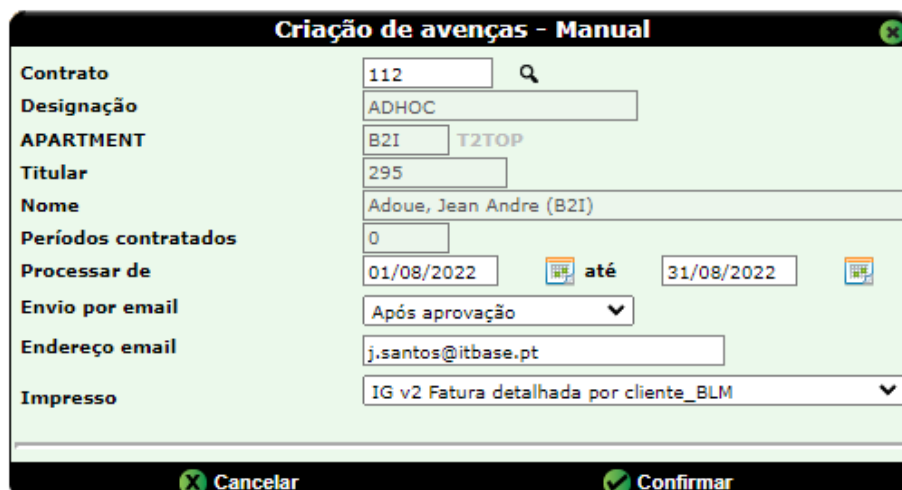 Criação de avenças - Manual
Contrato 112
Designação ADHOC
APARTMENT B2I T2TOP
Titular 295
Nome Adoue, Jean Andre (B2I)
Períodos contratados 0
Processar de 01/08/2022 até 31/08/2022
Envio por email Após aprovação
Endereço email j.santos@itbase.pt
Impresso IG v2 Fatura detalhada por cliente_BLM
Cancelar Confirmar